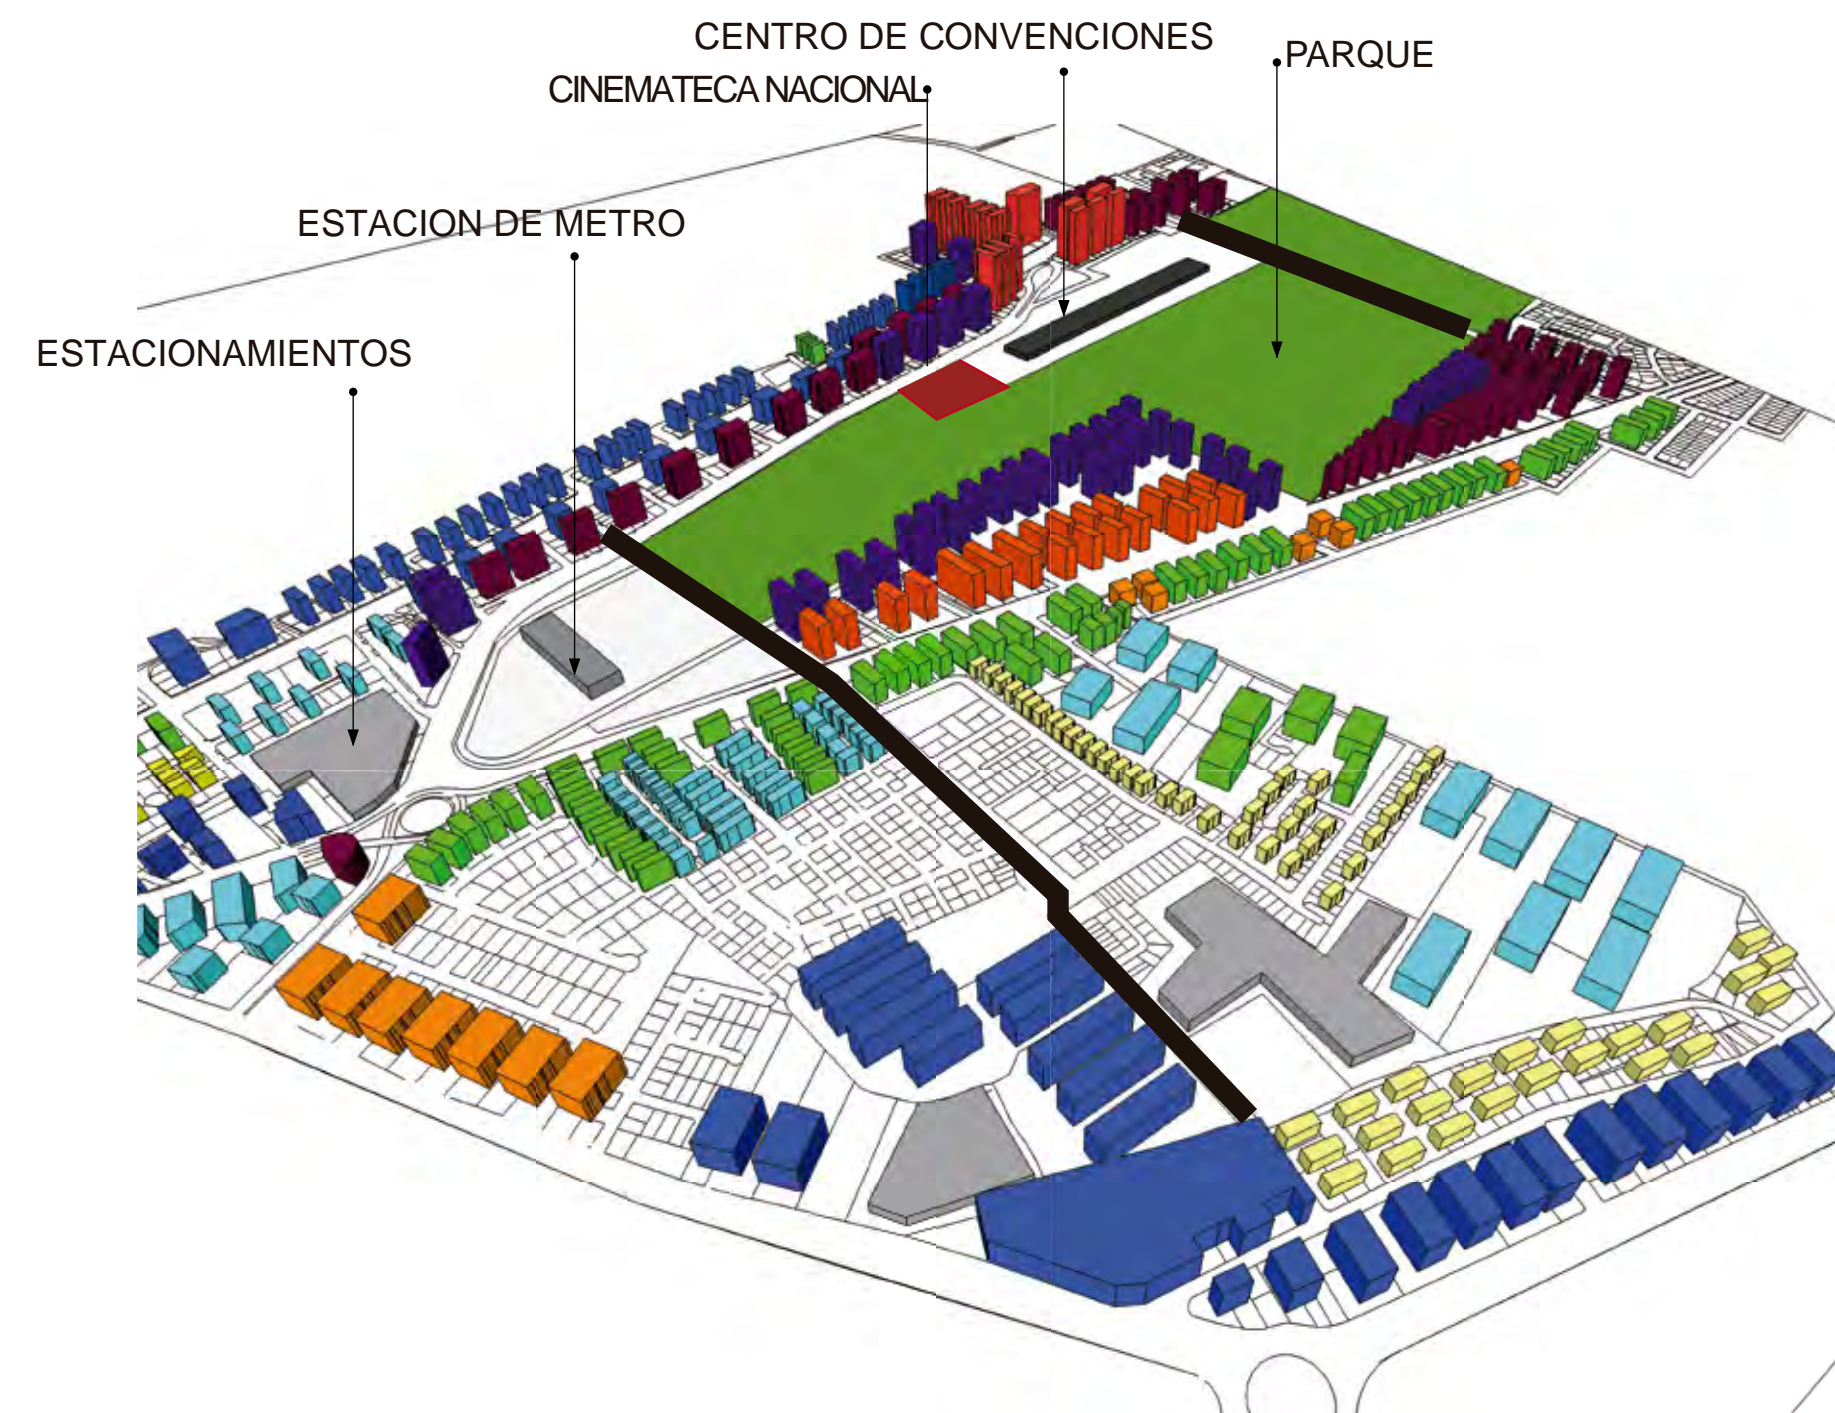 CENTRO DE CONVENCIONES
PARQUE
CINEMATECA NACIONAL
ESTACION DE METRO
ESTACIONAMIENTOS